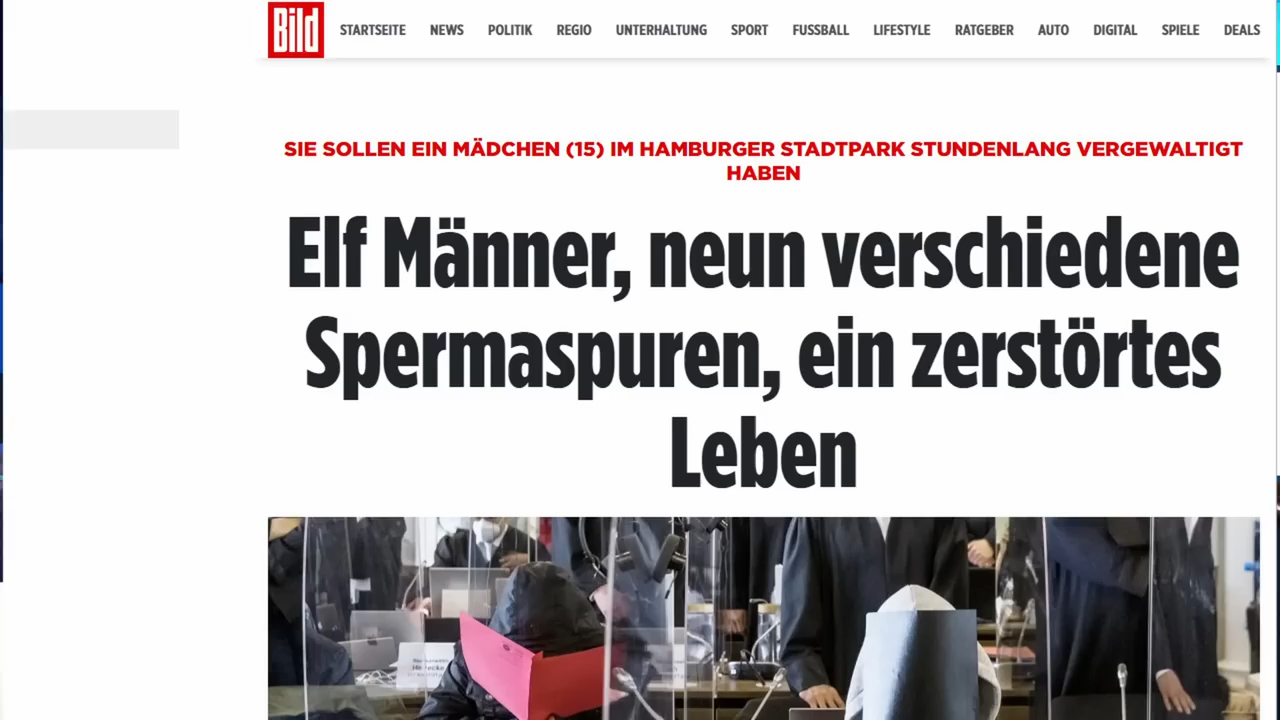 Bild STARTSEITE NEWS POLITIK REGIO UNTERHALTUNG SPORT FUSSBALL LIFESTYLE RATGEBER AUTO DIGITAL SPIELE DEALS
SIE SOLLEN EIN MÄDCHEN (15) IM HAMBURGER STADTPARK STUNDENLANG VERGEWALTIGT
HABEN
Elf Männer, neun verschiedene
Spermaspuren, ein zerstörtes
Leben